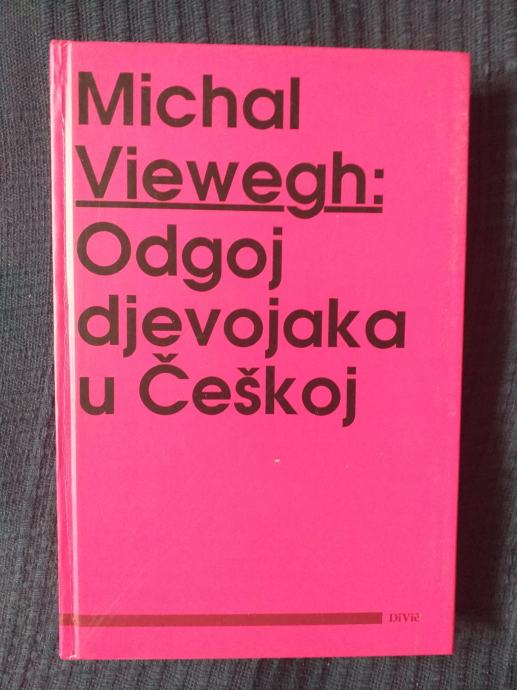 Michal
Viewegh:
Odgoj
djevojaka
u Češkoj
DiVič